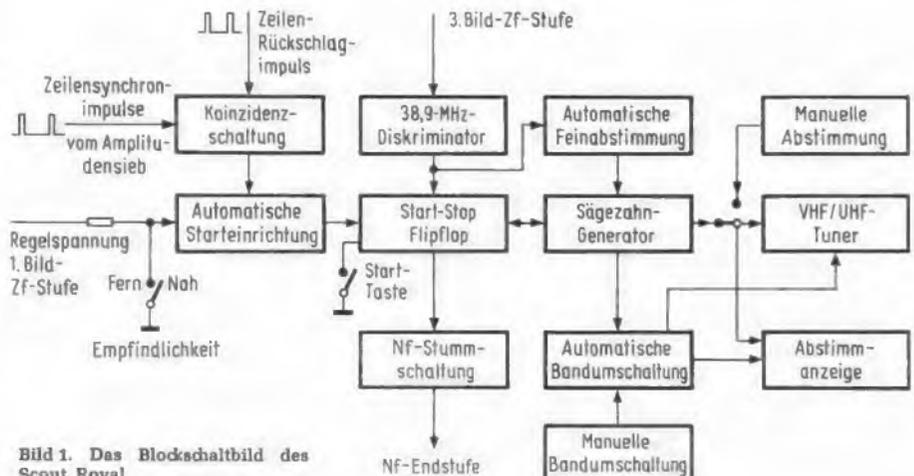 Zeilen-
Rückschlag-
impuls
3. Bild-Zf-Stufe
Zeilensynchron-
impulse
vom Amplitu-
densieb
Koinzidenz-
schaltung
38,9-MHz-
Diskriminator
Automatische
Feinabstimmung
Manuelle
Abstimmung
Regelspannung
1. Bild-
Zf-Stufe
Automatische
Starteinrichtung
Start-Stop
Flipflop
Sägezahn-
Generator
VHF/UHF-
Tuner
Fern
Nah
Empfindlichkeit
Start-
Taste
Nf-Stumm-
schaltung
Automatische
Bandumschaltung
Abstimm-
anzeige
Nf-Endstufe
Manuelle
Bandumschaltung
Bild 1. Das Blockschaltbild des
Scout Royal